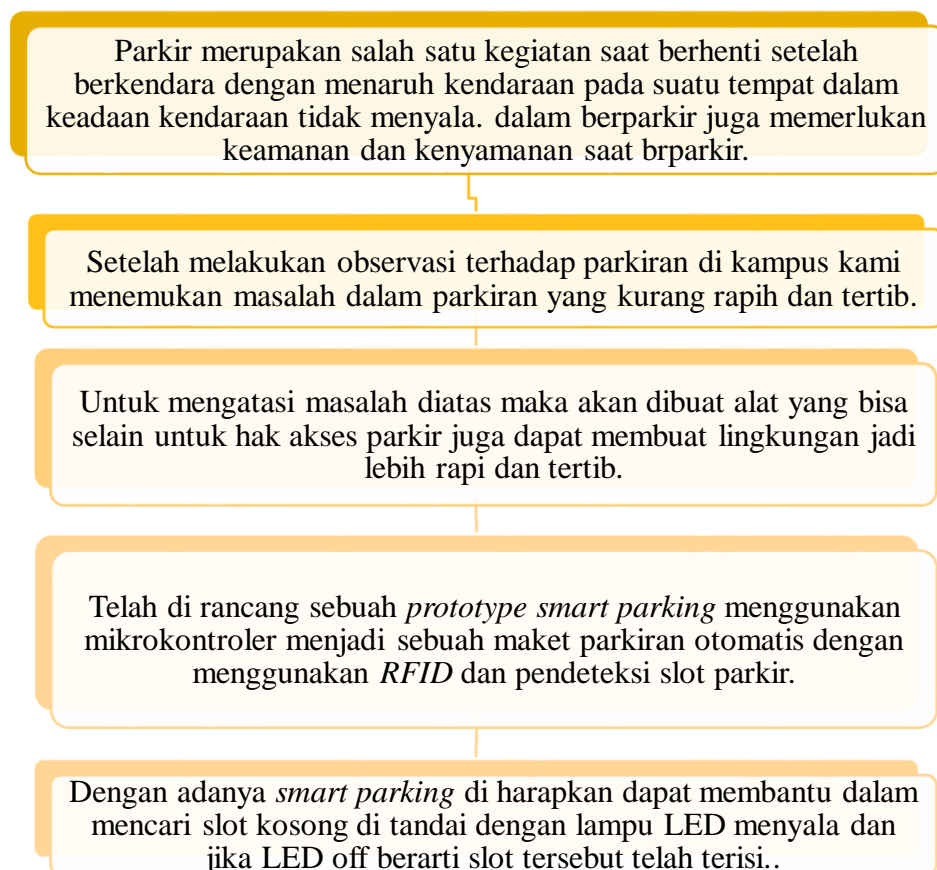 Parkir merupakan salah satu kegiatan saat berhenti setelah
berkendara dengan menaruh kendaraan pada suatu tempat dalam
keadaan kendaraan tidak menyala. dalam berparkir juga memerlukan
keamanan dan kenyamanan saat brparkir.
Setelah melakukan observasi terhadap parkiran di kampus kami
menemukan masalah dalam parkiran yang kurang rapih dan tertib.
Untuk mengatasi masalah diatas maka akan dibuat alat yang bisa
selain untuk hak akses parkir juga dapat membuat lingkungan jadi
lebih rapi dan tertib.
Telah di rancang sebuah prototype smart parking menggunakan
mikrokontroler menjadi sebuah maket parkiran otomatis dengan
menggunakan RFID dan pendeteksi slot parkir.
Dengan adanya smart parking di harapkan dapat membantu dalam
mencari slot kosong di tandai dengan lampu LED menyala dan
jika LED off berarti slot tersebut telah terisi..